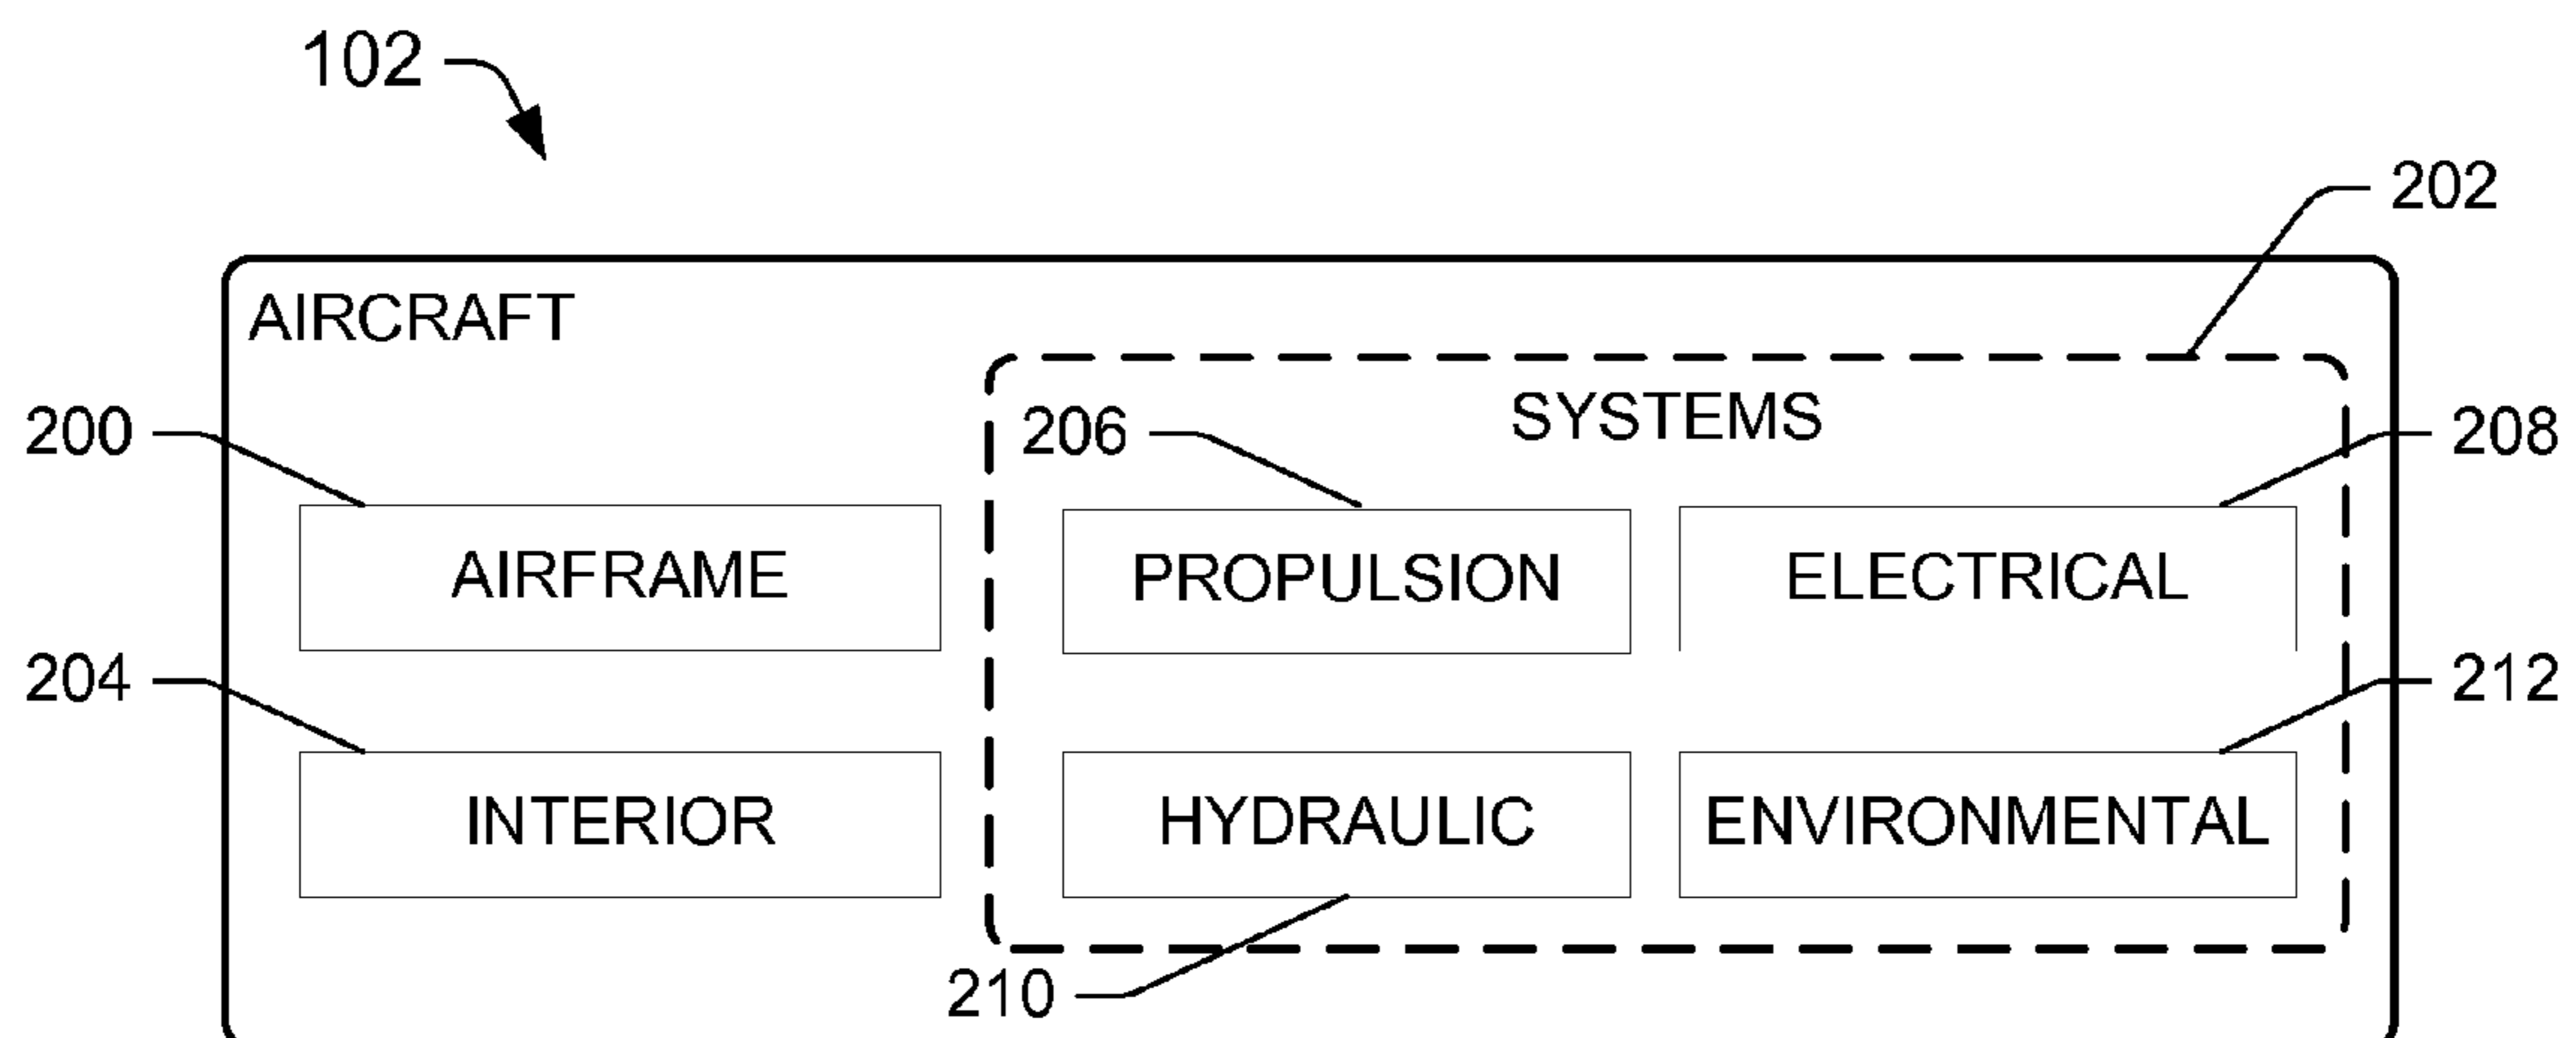 102
202
AIRCRAFT
SYSTEMS
200
206
208
AIRFRAME
PROPULSION
ELECTRICAL
204
212
INTERIOR
HYDRAULIC
ENVIRONMENTAL
210